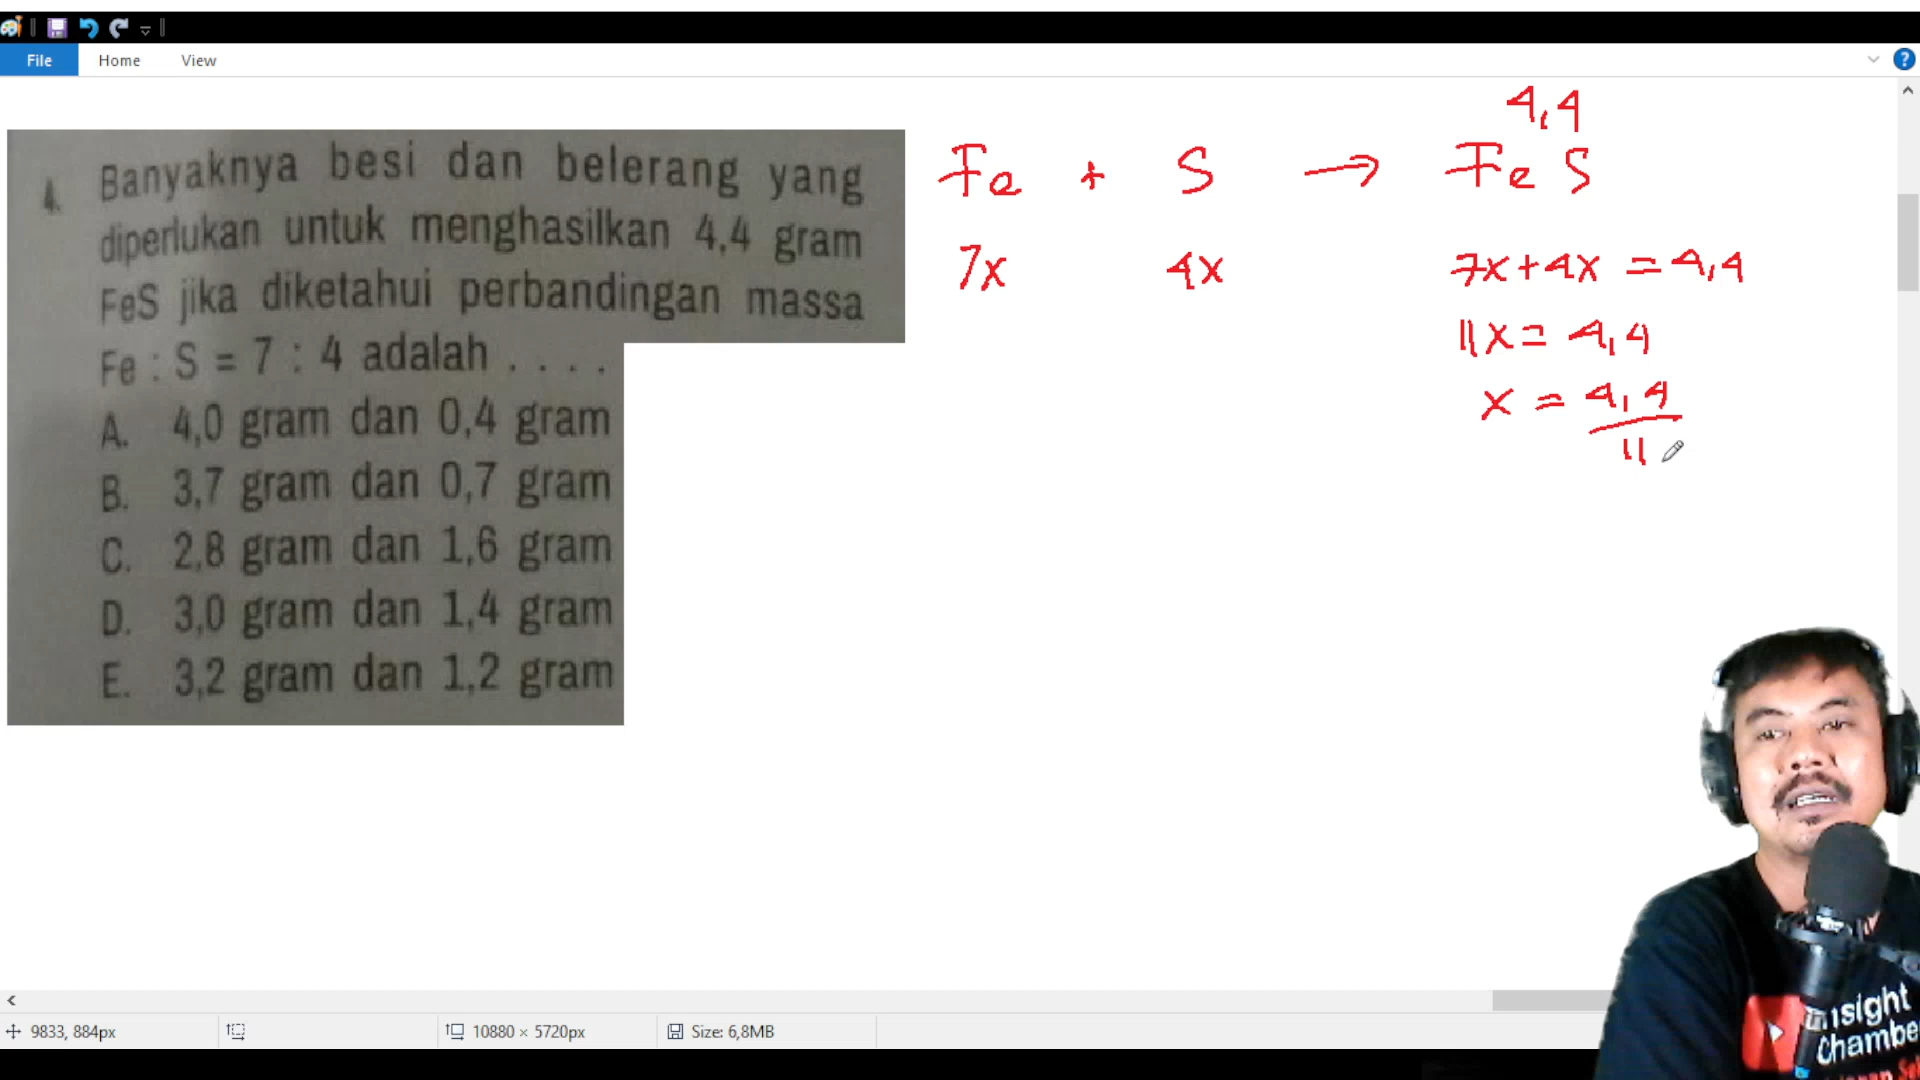 File Home View
4. Banyaknya besi dan belerang yang
diperlukan untuk menghasilkan 4,4 gram
FeS jika diketahui perbandingan massa
Fe : S = 7 : 4 adalah . . . .
A. 4,0 gram dan 0,4 gram
B. 3,7 gram dan 0,7 gram
C. 2,8 gram dan 1,6 gram
D. 3,0 gram dan 1,4 gram
E. 3,2 gram dan 1,2 gram
4,4
Fe + S → FeS
7x 4x 7x+4x = 4,4
11x = 4,4
x = 4,4
11
Insight
Chamber
9833, 884px 10880 × 5720px Size: 6,8MB